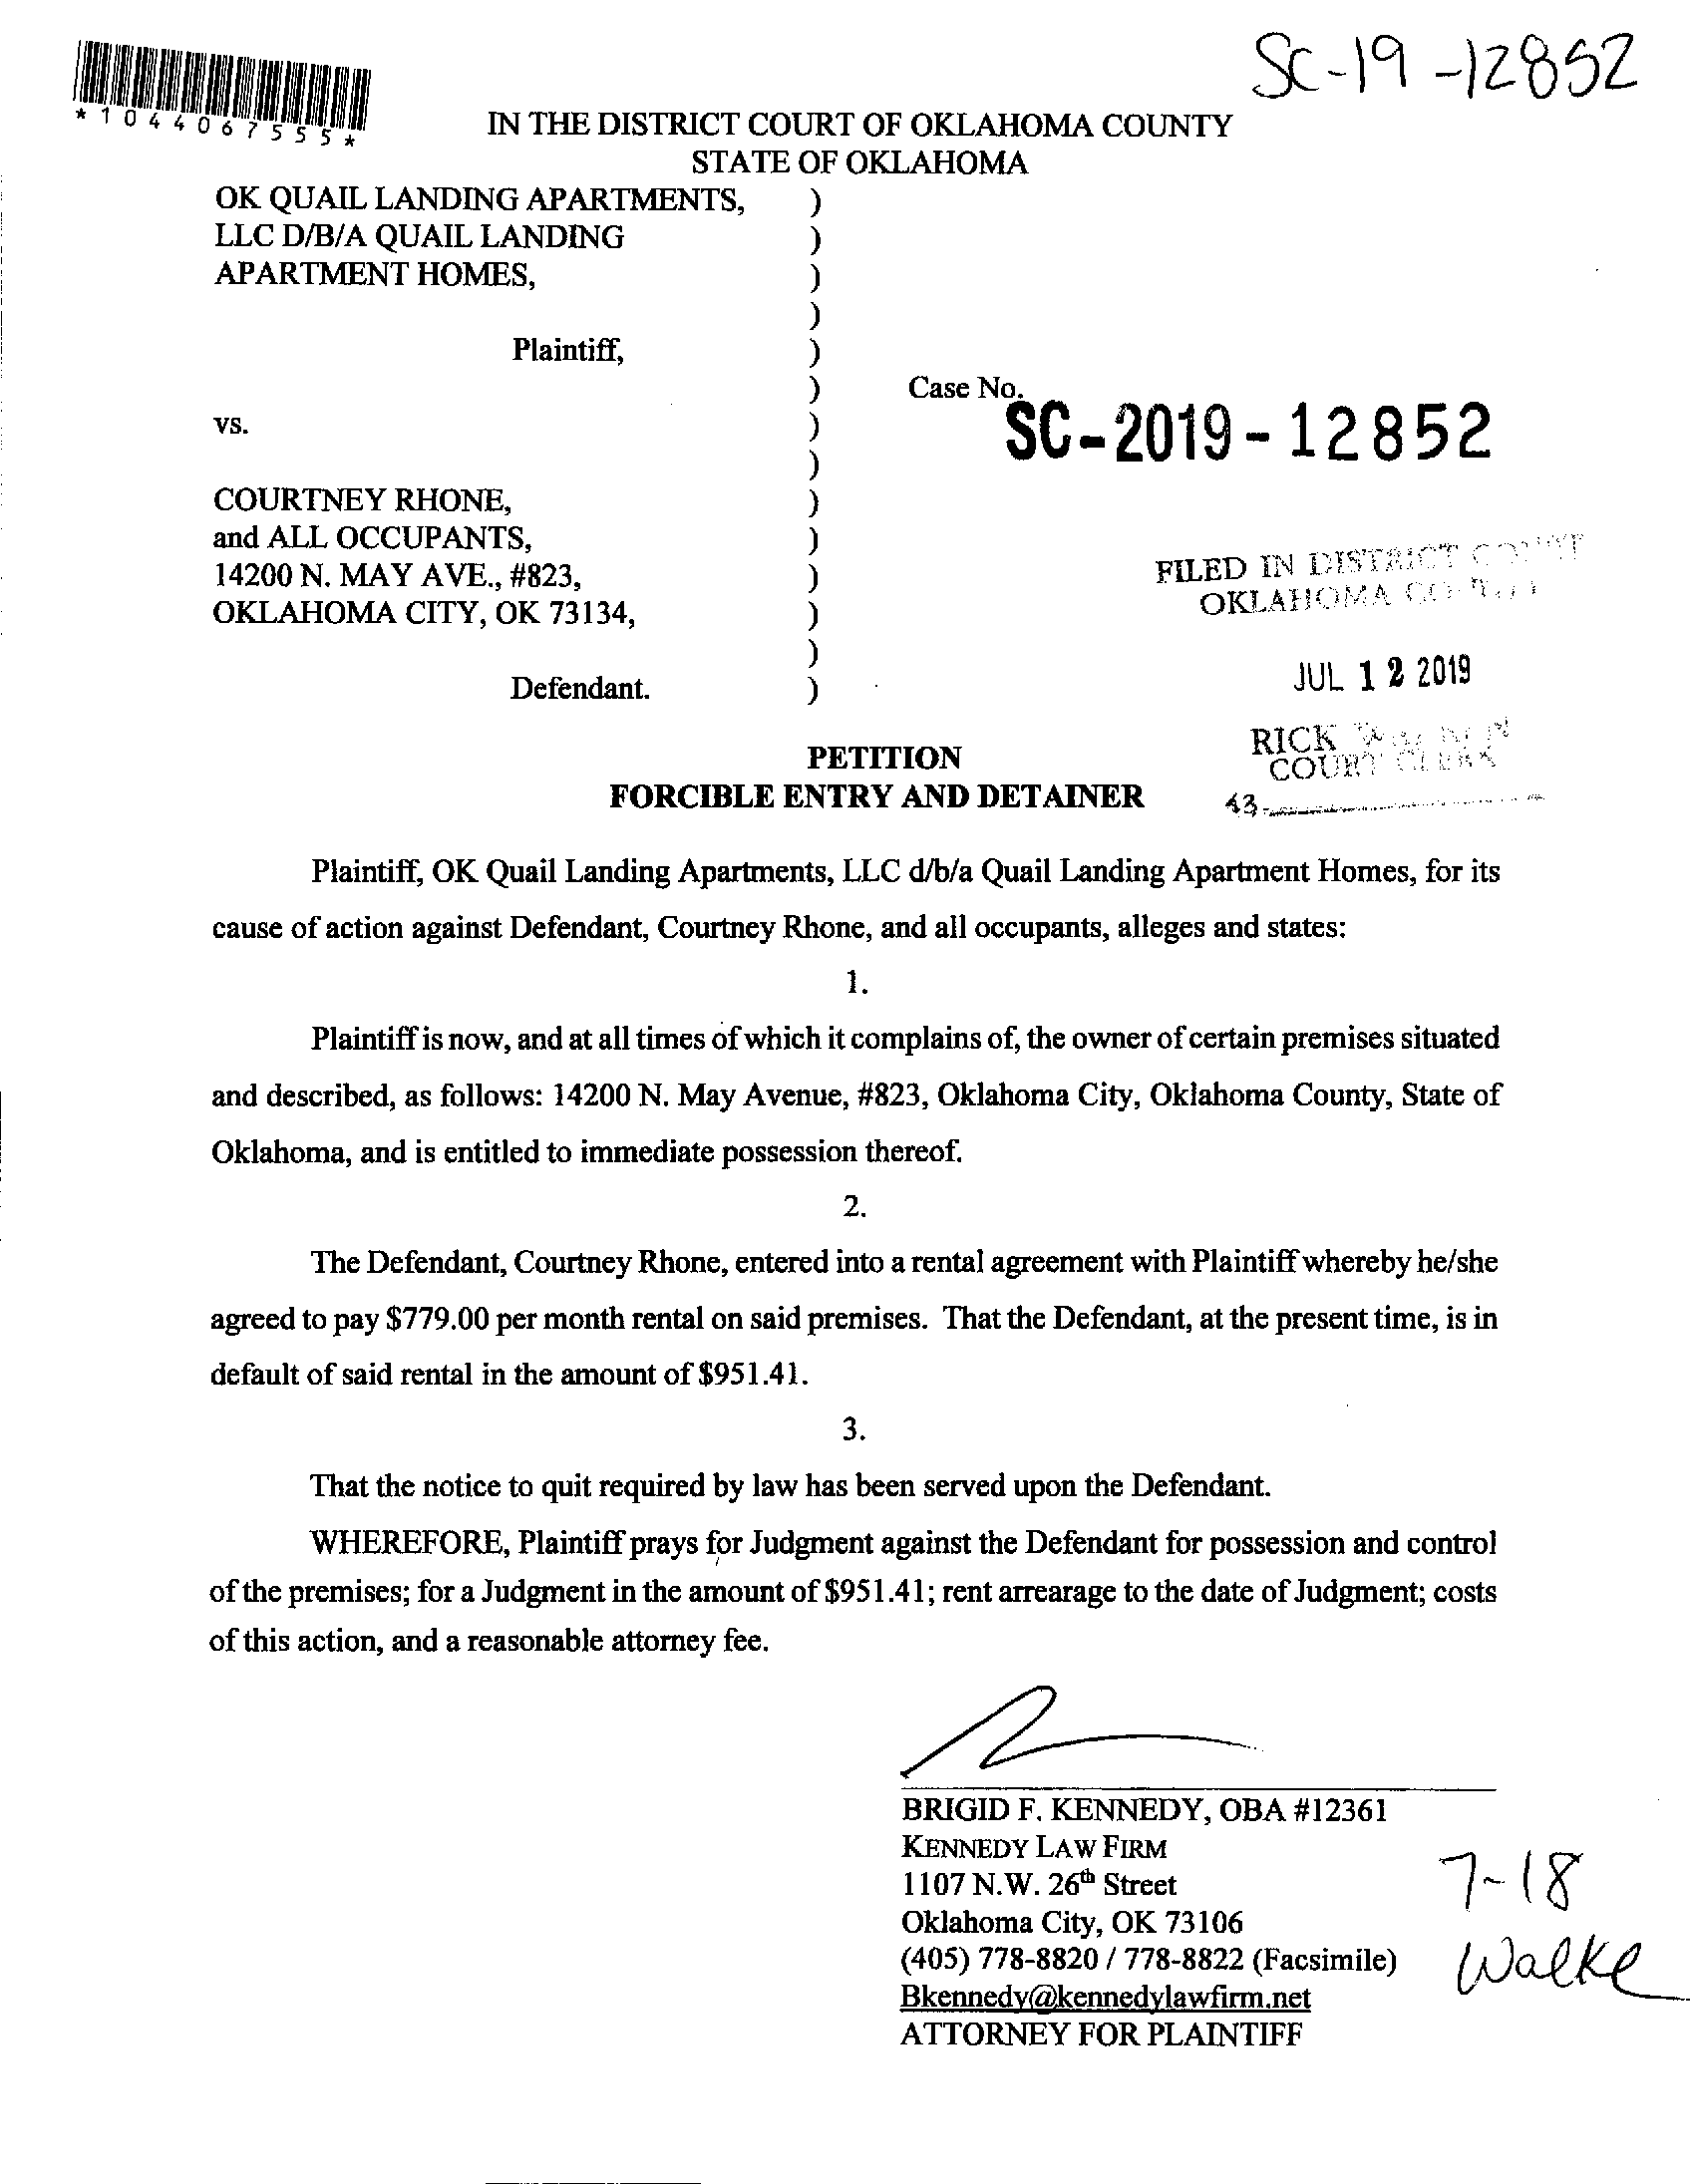 SC-19-12852
*1044067555*
IN THE DISTRICT COURT OF OKLAHOMA COUNTY
STATE OF OKLAHOMA
OK QUAIL LANDING APARTMENTS, )
LLC D/B/A QUAIL LANDING )
APARTMENT HOMES, )
)
Plaintiff, )
) Case No.
vs. ) SC-2019-12852
)
COURTNEY RHONE, )
and ALL OCCUPANTS, )
14200 N. MAY AVE., #823, )
OKLAHOMA CITY, OK 73134, )
)
Defendant. )
FILED IN DISTRICT COURT
OKLAHOMA COUNTY
JUL 12 2019
RICK WARREN
COURT CLERK
43
PETITION
FORCIBLE ENTRY AND DETAINER
Plaintiff, OK Quail Landing Apartments, LLC d/b/a Quail Landing Apartment Homes, for its
cause of action against Defendant, Courtney Rhone, and all occupants, alleges and states:
1.
Plaintiff is now, and at all times of which it complains of, the owner of certain premises situated
and described, as follows: 14200 N. May Avenue, #823, Oklahoma City, Oklahoma County, State of
Oklahoma, and is entitled to immediate possession thereof.
2.
The Defendant, Courtney Rhone, entered into a rental agreement with Plaintiff whereby he/she
agreed to pay $779.00 per month rental on said premises. That the Defendant, at the present time, is in
default of said rental in the amount of $951.41.
3.
That the notice to quit required by law has been served upon the Defendant.
WHEREFORE, Plaintiff prays for Judgment against the Defendant for possession and control
of the premises; for a Judgment in the amount of $951.41; rent arrearage to the date of Judgment; costs
of this action, and a reasonable attorney fee.
BRIGID F. KENNEDY, OBA #12361
KENNEDY LAW FIRM
1107 N.W. 26th Street
Oklahoma City, OK 73106
(405) 778-8820 / 778-8822 (Facsimile)
Bkennedy@kennedylawfirm.net
ATTORNEY FOR PLAINTIFF
7-18
Walke